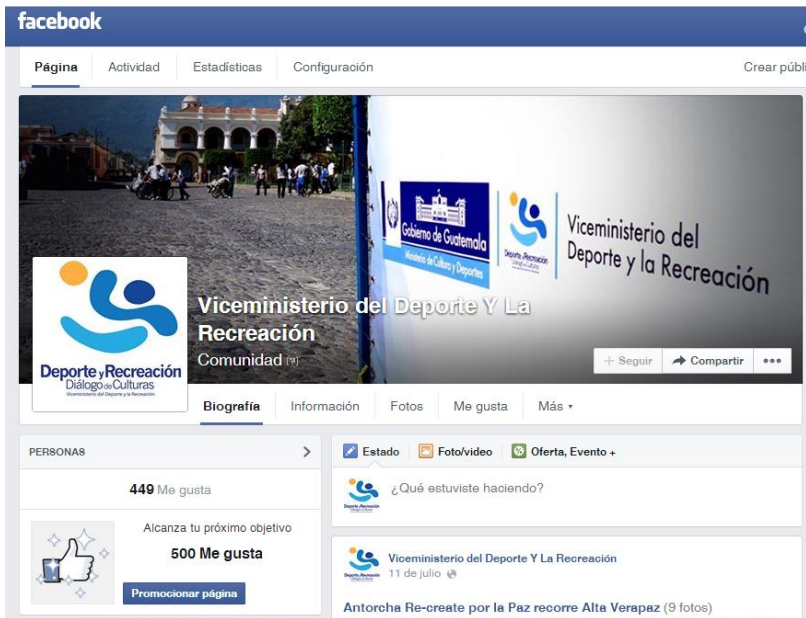 facebook
Página Actividad Estadísticas Configuración Crear públi
Gobierno de Guatemala
Ministerio de Cultura y Deportes
Deporte y Recreación
Viceministerio del
Deporte y la Recreación
Viceministerio del Deporte Y La
Recreación
Comunidad [?]
+ Seguir Compartir •••
Deporte y Recreación
Diálogo de Culturas
Viceministerio del Deporte y la Recreación
Biografía Información Fotos Me gusta Más
PERSONAS
449 Me gusta
Alcanza tu próximo objetivo
500 Me gusta
Promocionar página
Estado Foto/video Oferta, Evento +
¿Qué estuviste haciendo?
Viceministerio del Deporte Y La Recreación
11 de julio
Antorcha Re-create por la Paz recorre Alta Verapaz (9 fotos)